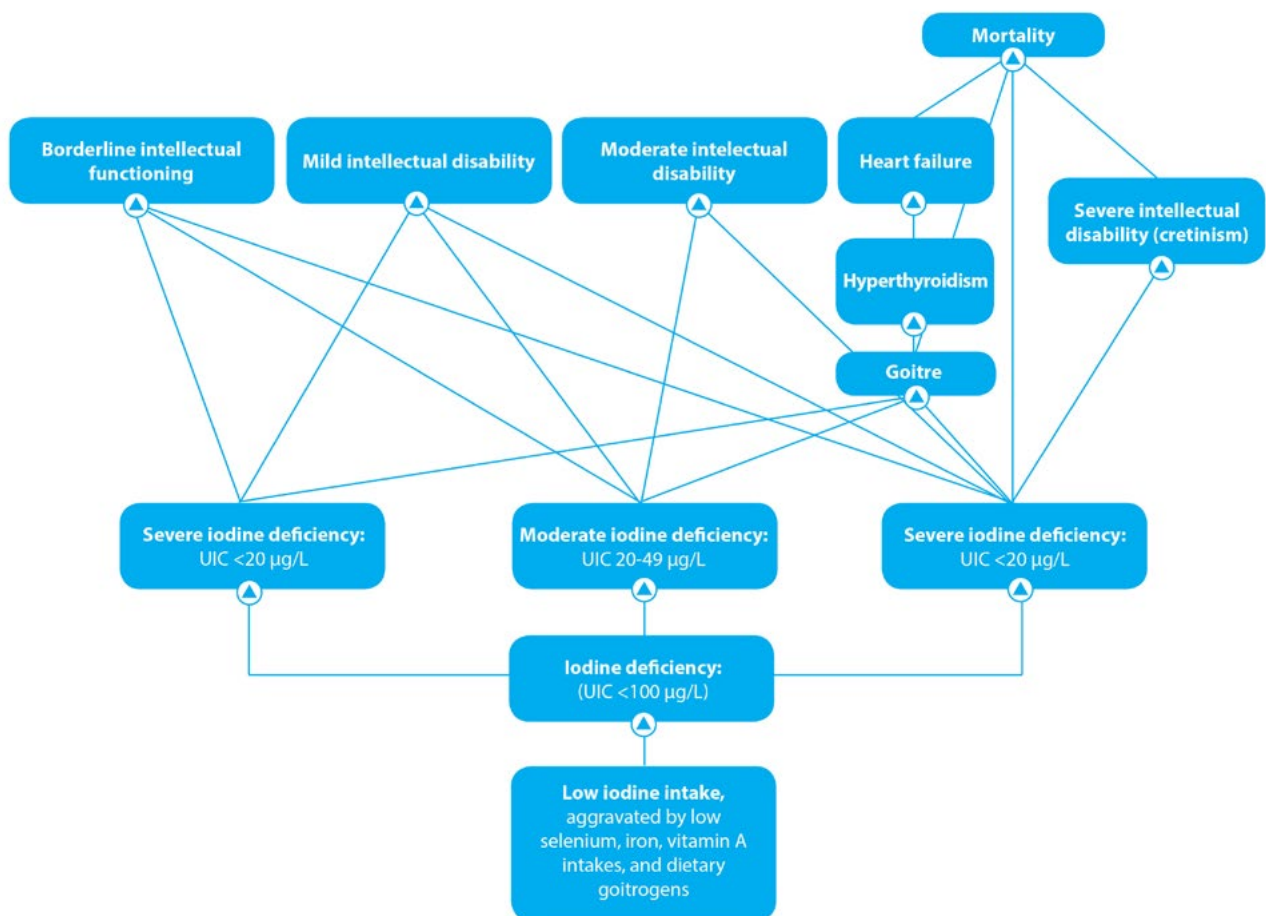 Mortality
Borderline intellectual
functioning
Mild intellectual disability
Moderate intelectual
disability
Heart failure
Severe intellectual
disability (cretinism)
Hyperthyroidism
Goitre
Severe iodine deficiency:
UIC <20 µg/L
Moderate iodine deficiency:
UIC 20-49 µg/L
Severe iodine deficiency:
UIC <20 µg/L
Iodine deficiency:
(UIC <100 µg/L)
Low iodine intake,
aggravated by low
selenium, iron, vitamin A
intakes, and dietary
goitrogens